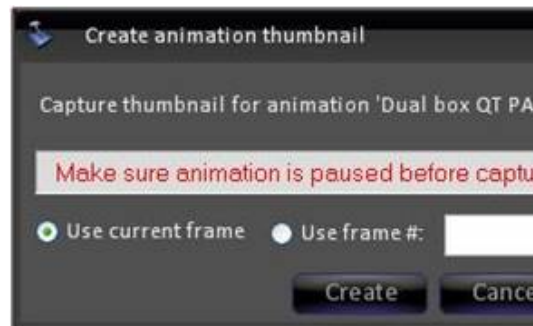 Create animation thumbnail
Capture thumbnail for animation 'Dual box QT PA
Make sure animation is paused before captu
Use current frame Use frame #:
Create Cance